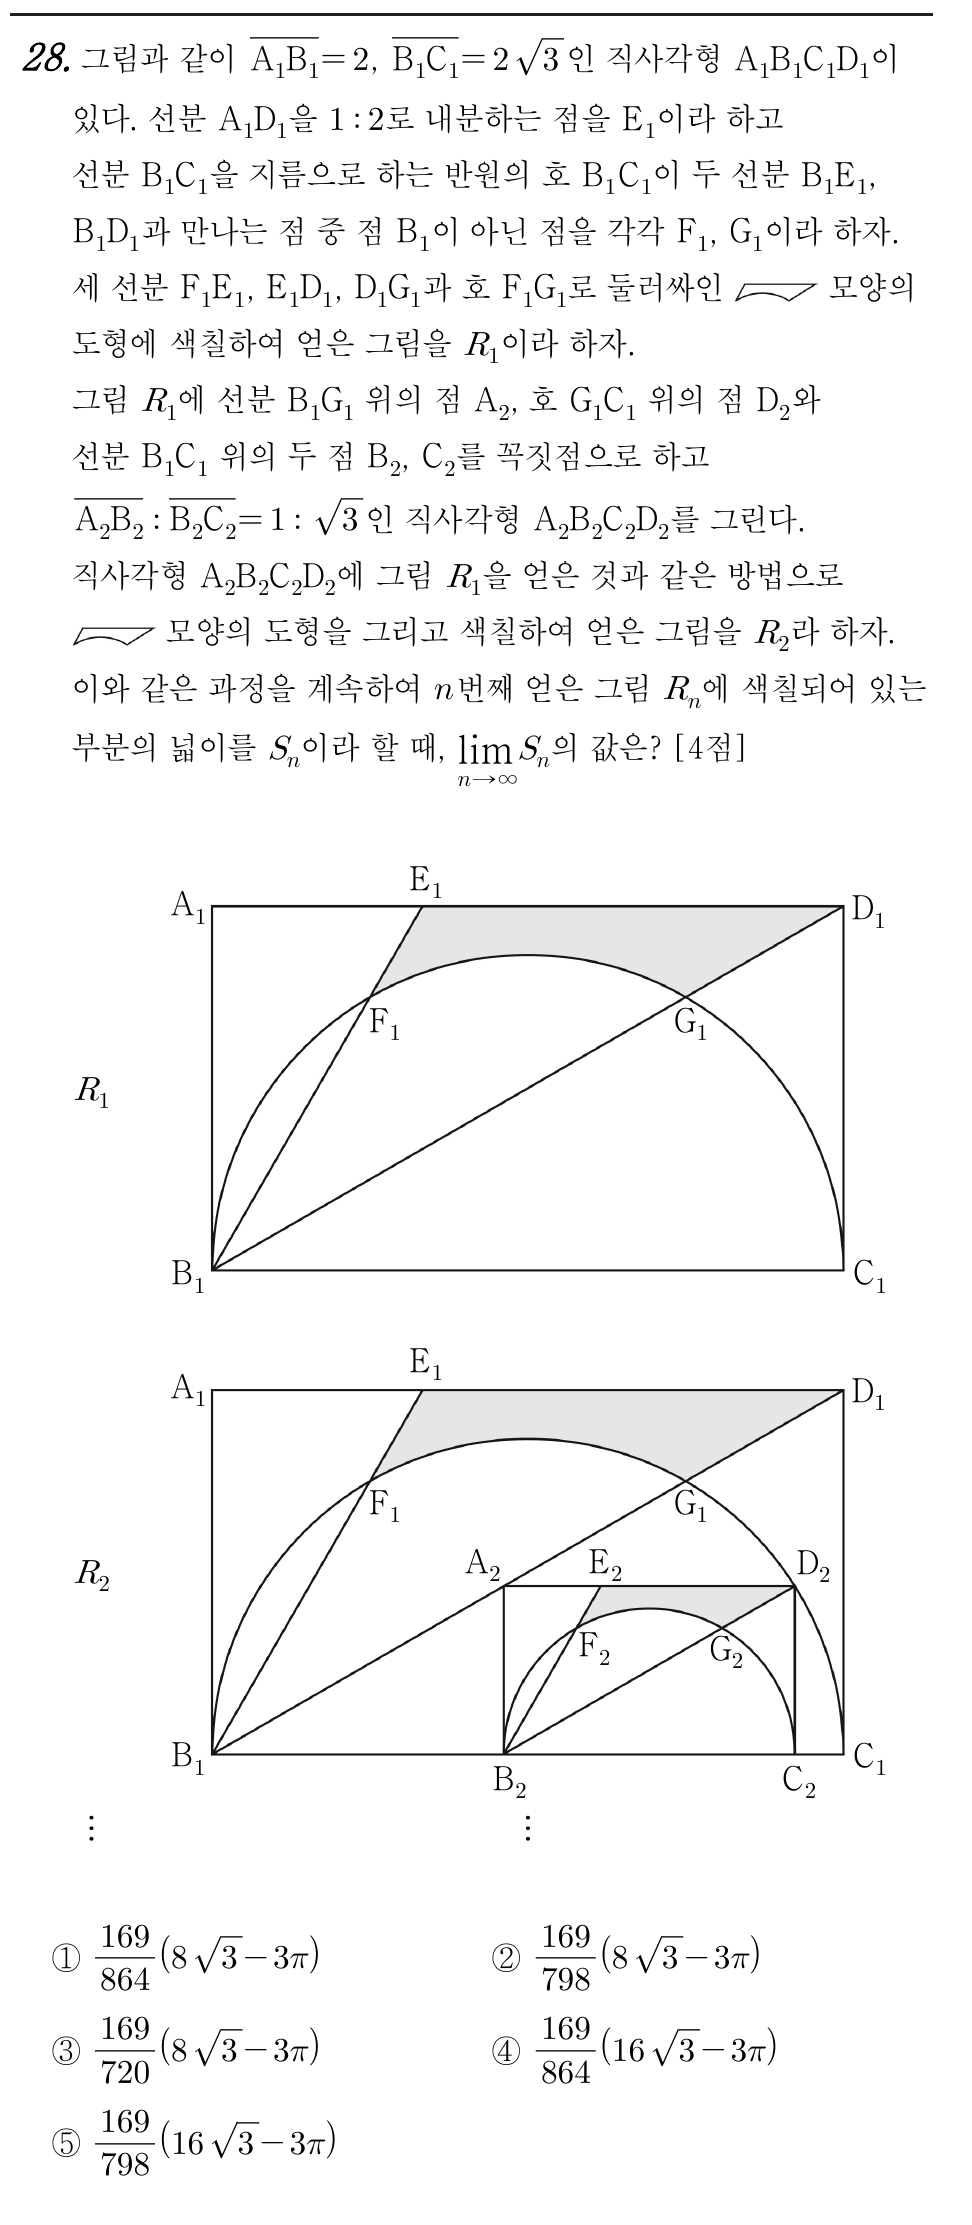 28. 그림과 같이 $\overline{A_1B_1}=2$, $\overline{B_1C_1}=2\sqrt{3}$인 직사각형 $A_1B_1C_1D_1$이
있다. 선분 $A_1D_1$을 1:2로 내분하는 점을 $E_1$이라 하고
선분 $B_1C_1$을 지름으로 하는 반원의 호 $B_1C_1$이 두 선분 $B_1E_1$,
$B_1D_1$과 만나는 점 중 점 $B_1$이 아닌 점을 각각 $F_1$, $G_1$이라 하자.
세 선분 $F_1E_1$, $E_1D_1$, $D_1G_1$과 호 $F_1G_1$로 둘러싸인 모양의
도형에 색칠하여 얻은 그림을 $R_1$이라 하자.
그림 $R_1$에 선분 $B_1G_1$ 위의 점 $A_2$, 호 $G_1C_1$ 위의 점 $D_2$와
선분 $B_1C_1$ 위의 두 점 $B_2$, $C_2$를 꼭짓점으로 하고
$\overline{A_2B_2}:\overline{B_2C_2}=1:\sqrt{3}$인 직사각형 $A_2B_2C_2D_2$를 그린다.
직사각형 $A_2B_2C_2D_2$에 그림 $R_1$을 얻은 것과 같은 방법으로
모양의 도형을 그리고 색칠하여 얻은 그림을 $R_2$라 하자.
이와 같은 과정을 계속하여 $n$번째 얻은 그림 $R_n$에 색칠되어 있는
부분의 넓이를 $S_n$이라 할 때, $\lim_{n→∞}S_n$의 값은? [4점]
$E_1$
$A_1$ $D_1$
$F_1$ $G_1$
$R_1$
$B_1$ $C_1$
$E_1$
$A_1$ $D_1$
$F_1$ $G_1$
$A_2$ $E_2$ $D_2$
$R_2$
$F_2$ $G_2$
$B_1$ $C_1$
$B_2$ $C_2$
⋮ ⋮
① $\frac{169}{864}(8\sqrt{3}-3π)$ ② $\frac{169}{798}(8\sqrt{3}-3π)$
③ $\frac{169}{720}(8\sqrt{3}-3π)$ ④ $\frac{169}{864}(16\sqrt{3}-3π)$
⑤ $\frac{169}{798}(16\sqrt{3}-3π)$